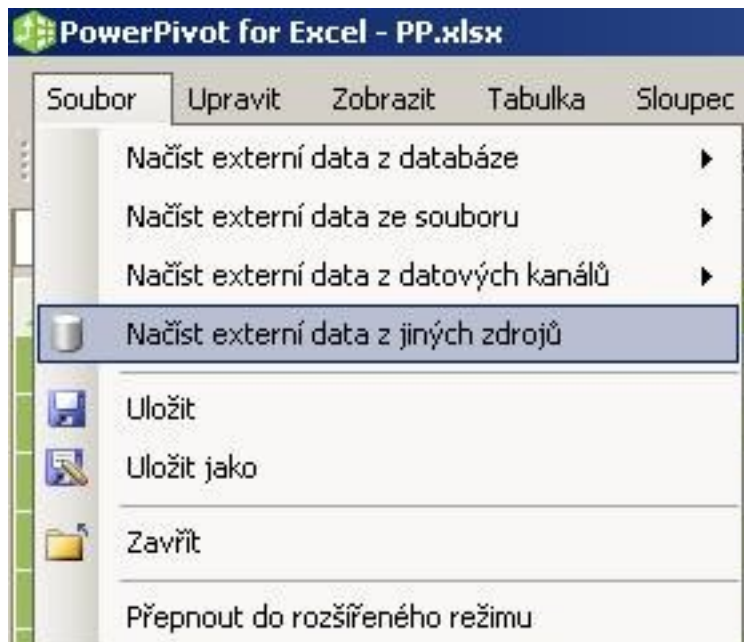 PowerPivot for Excel - PP.xlsx
Soubor Upravit Zobrazit Tabulka Sloupec
Načíst externí data z databáze
Načíst externí data ze souboru
Načíst externí data z datových kanálů
Načíst externí data z jiných zdrojů
Uložit
Uložit jako
Zavřít
Přepnout do rozšířeného režimu